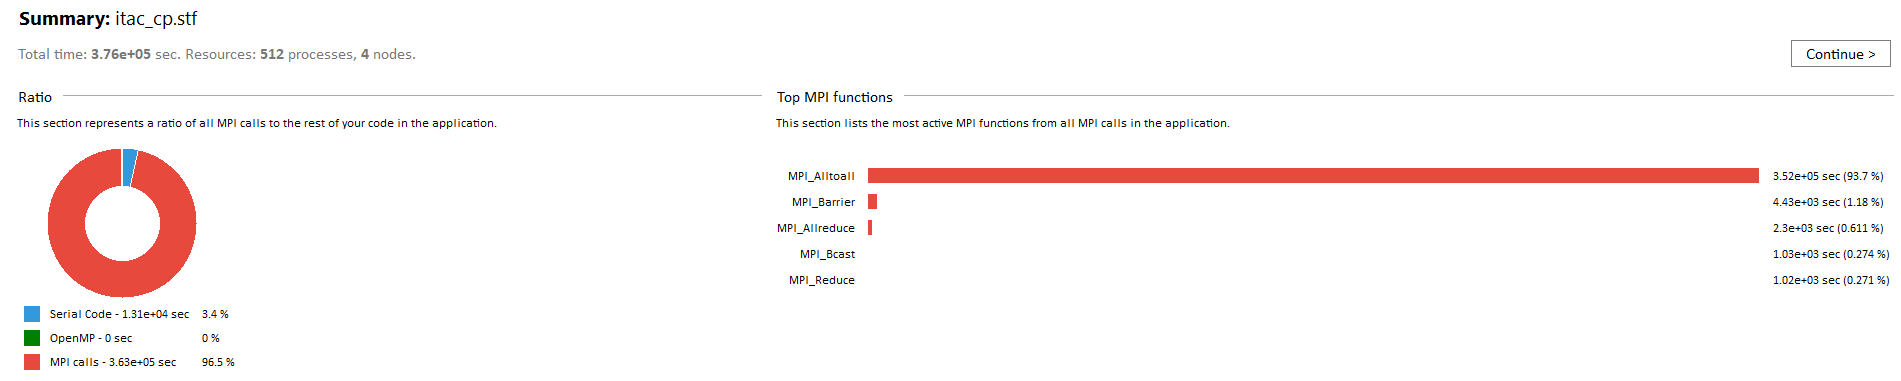 Summary: itac_cp.stf
Total time: 3.76e+05 sec. Resources: 512 processes, 4 nodes.
Continue >
Ratio
This section represents a ratio of all MPI calls to the rest of your code in the application.
Serial Code - 1.31e+04 sec 3.4 %
OpenMP - 0 sec 0 %
MPI calls - 3.63e+05 sec 96.5 %
Top MPI functions
This section lists the most active MPI functions from all MPI calls in the application.
MPI_Alltoall 3.52e+05 sec (93.7 %)
MPI_Barrier 4.43e+03 sec (1.18 %)
MPI_Allreduce 2.3e+03 sec (0.611 %)
MPI_Bcast 1.03e+03 sec (0.274 %)
MPI_Reduce 1.02e+03 sec (0.271 %)